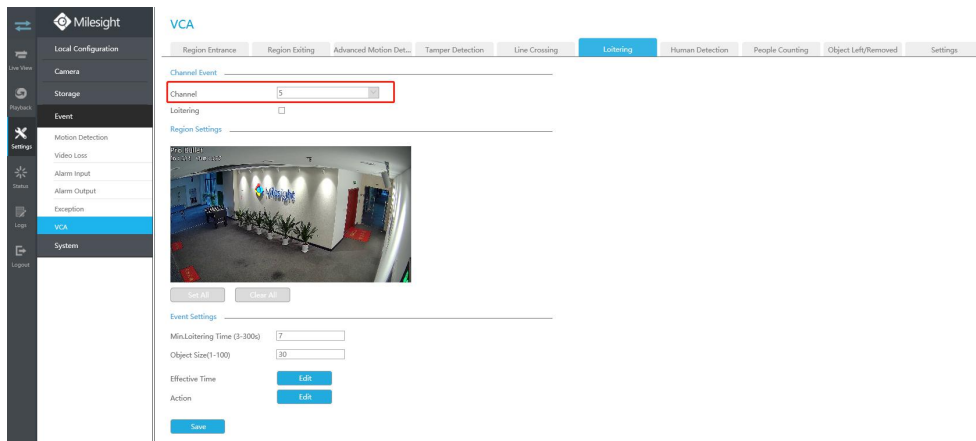 Milesight
VCA
Local Configuration
Region Entrance
Region Exiting
Advanced Motion Det...
Tamper Detection
Line Crossing
Loitering
Human Detection
People Counting
Object Left/Removed
Settings
Live View
Playback
Settings
Status
Logs
Logout
Camera
Storage
Event
Motion Detection
Video Loss
Alarm Input
Alarm Output
Exception
VCA
System
Channel Event
Channel
5
Loitering
Region Settings
Pro Bullet
Milesight
Set All
Clear All
Event Settings
Min.Loitering Time (3-300s)
7
Object Size(1-100)
30
Effective Time
Edit
Action
Edit
Save